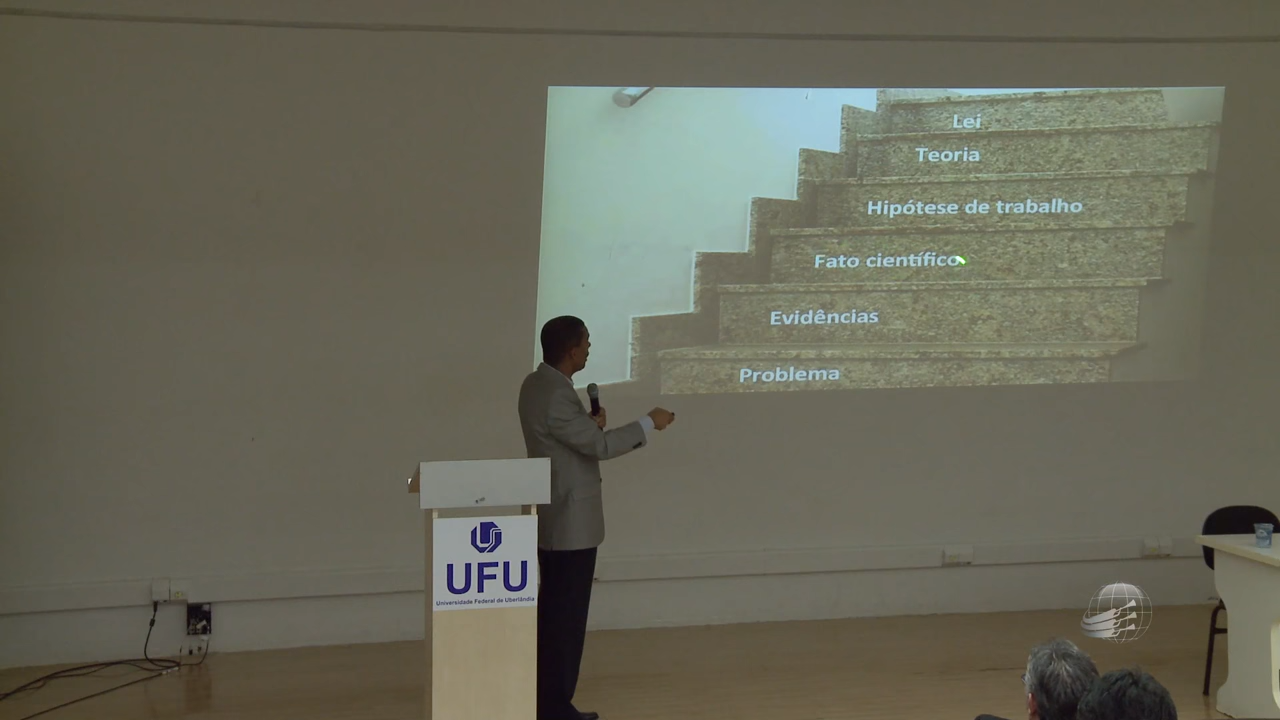 Lei
Teoria
Hipótese de trabalho
Fato científico
Evidências
Problema
UFU
Universidade Federal de Uberlândia